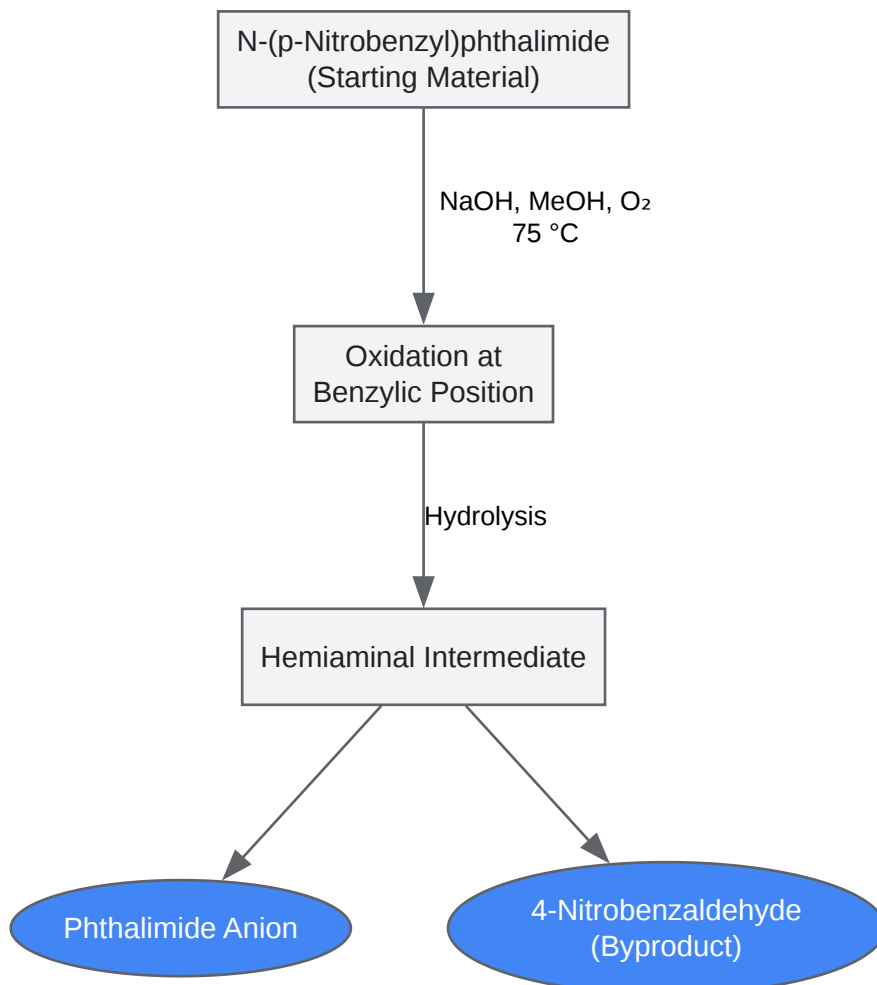 N-(p-Nitrobenzyl)phthalimide
(Starting Material)
NaOH, MeOH, O₂
75 °C
Oxidation at
Benzylic Position
Hydrolysis
Hemiaminal Intermediate
Phthalimide Anion
4-Nitrobenzaldehyde
(Byproduct)